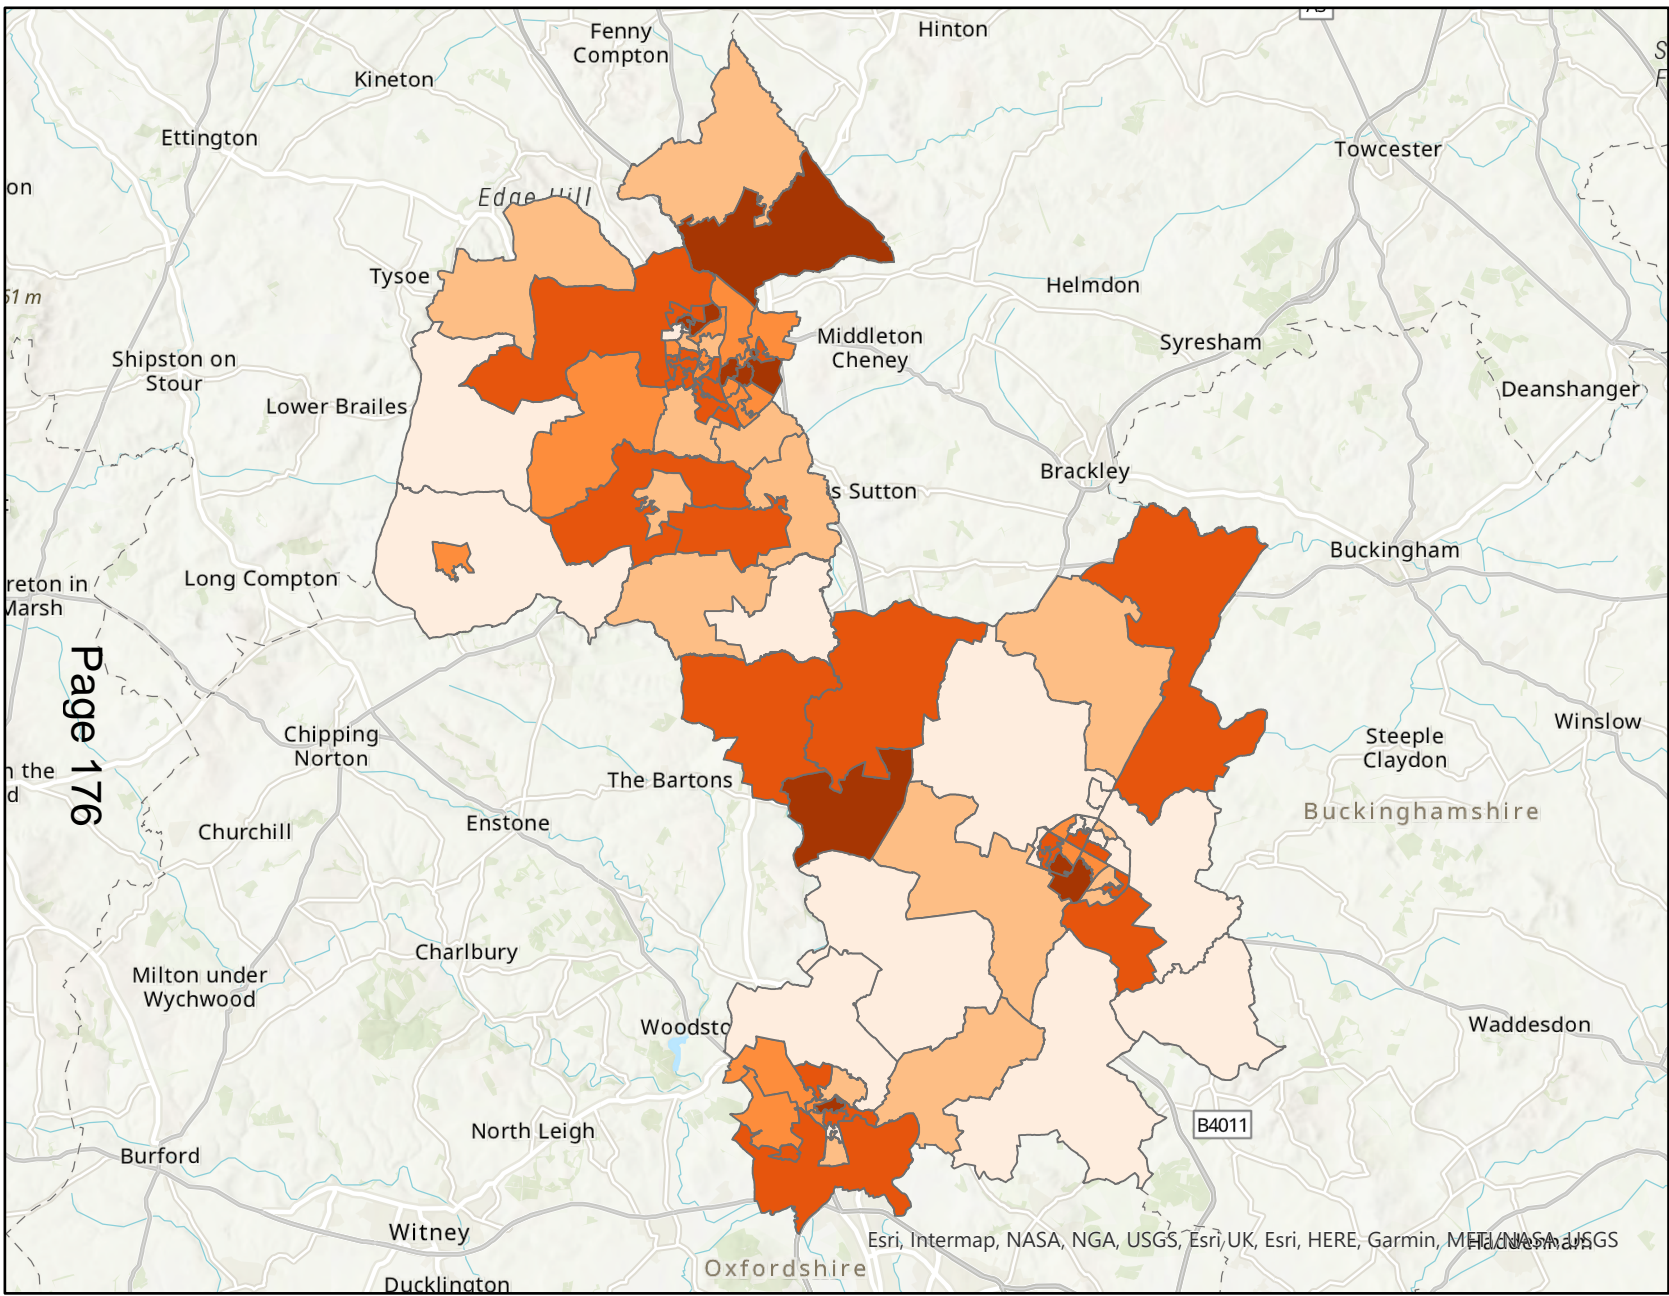 A5
Fenny
Compton
Hinton
S
F
Kineton
Ettington
Towcester
on
Edge Hill
Tysoe
51 m
Helmdon
Middleton
Cheney
Syresham
Shipston on
Stour
Deanshanger
Lower Brailes
Brackley
s Sutton
Buckingham
Long Compton
reton in
Marsh
Page 176
Winslow
Chipping
Norton
Steeple
Claydon
n the
d
The Bartons
Buckinghamshire
Churchill
Enstone
Charlbury
Milton under
Wychwood
Woodsto
Waddesdon
B4011
North Leigh
Burford
Witney
Esri, Intermap, NASA, NGA, USGS, Esri UK, Esri, HERE, Garmin, METI/NASA, USGS
Haddenham
Oxfordshire
Ducklington